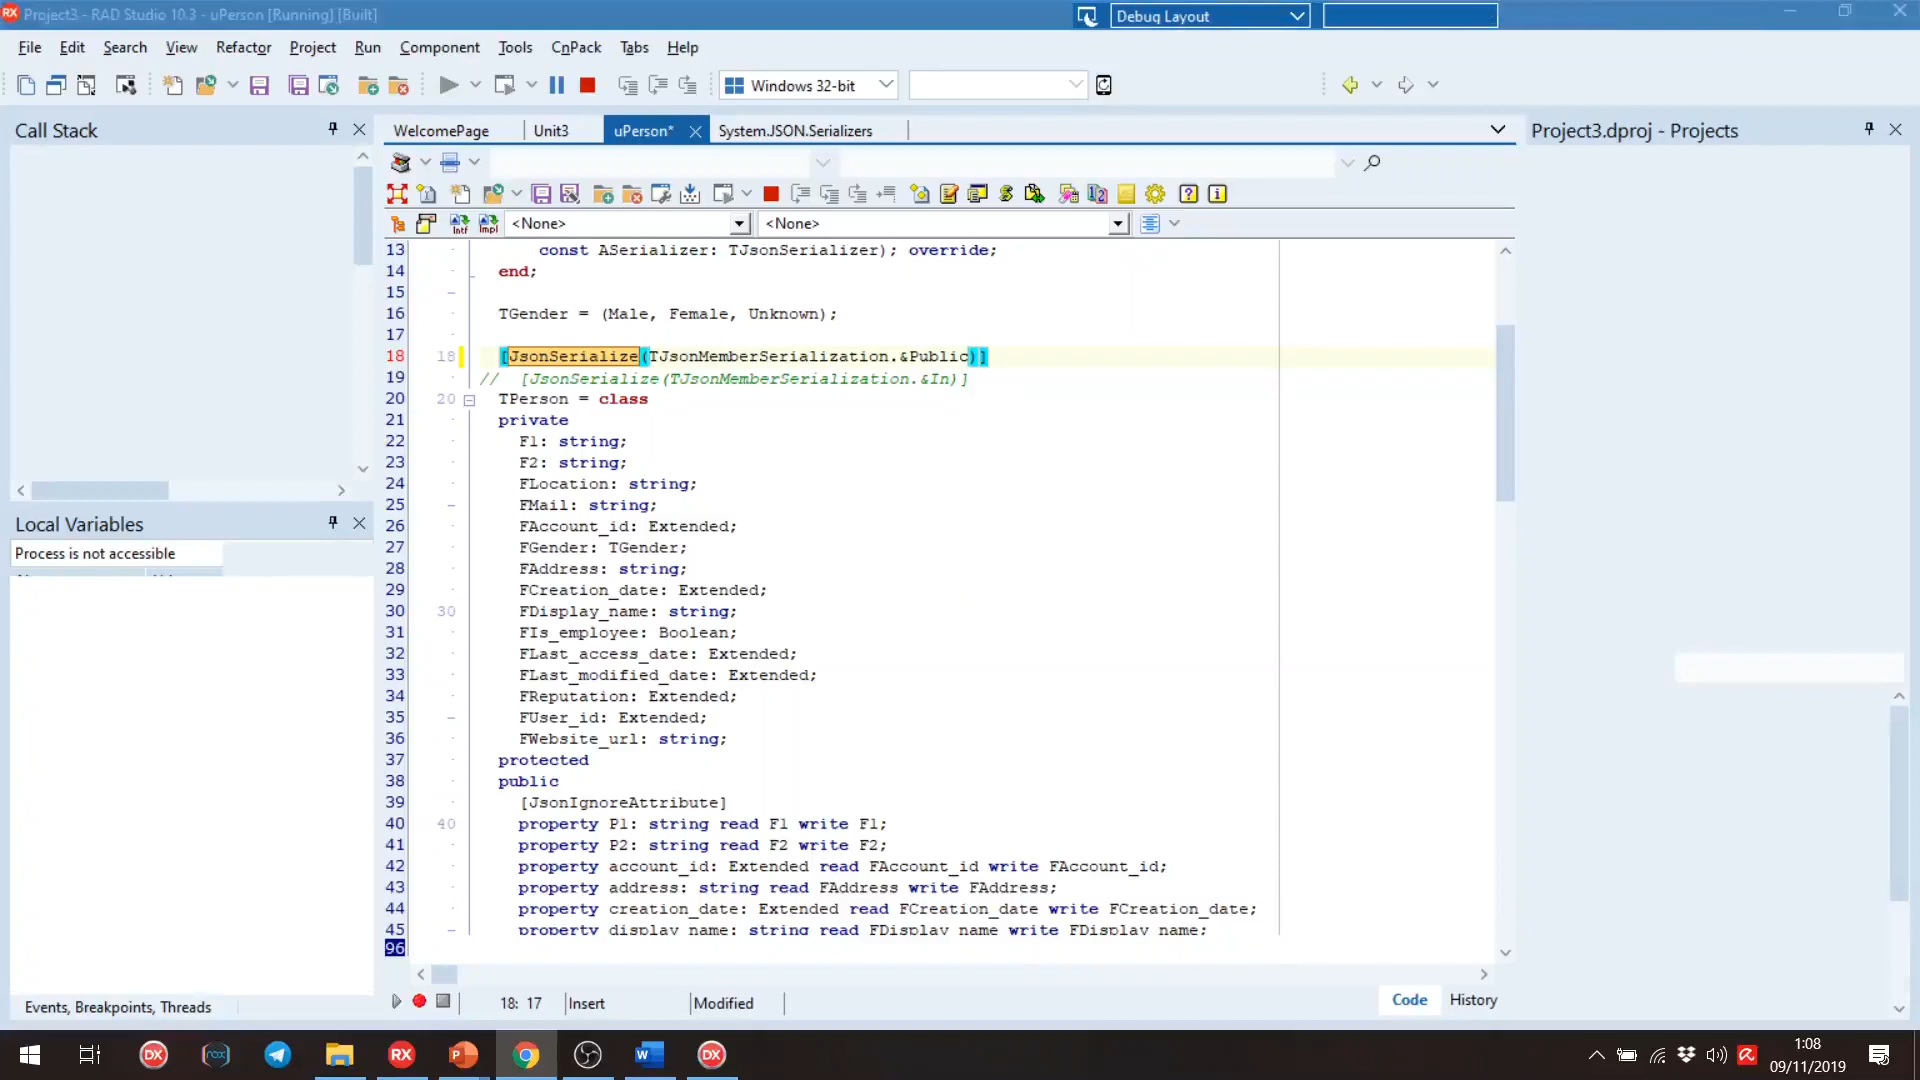 Project3 - RAD Studio 10.3 - uPerson [Running] [Built]
Debug Layout
File Edit Search View Refactor Project Run Component Tools CnPack Tabs Help
Windows 32-bit
Call Stack
WelcomePage Unit3 uPerson* System.JSON.Serializers
Project3.dproj - Projects
<None> <None>
13 const ASerializer: TJsonSerializer); override;
14 end;
15
16 TGender = (Male, Female, Unknown);
17
18 18 [JsonSerialize(TJsonMemberSerialization.&Public)]
19 // [JsonSerialize(TJsonMemberSerialization.&In)]
20 20 TPerson = class
21 private
22 F1: string;
23 F2: string;
24 FLocation: string;
25 FMail: string;
26 FAccount_id: Extended;
27 FGender: TGender;
28 FAddress: string;
29 FCreation_date: Extended;
30 30 FDisplay_name: string;
31 FIs_employee: Boolean;
32 FLast_access_date: Extended;
33 FLast_modified_date: Extended;
34 FReputation: Extended;
35 FUser_id: Extended;
36 FWebsite_url: string;
37 protected
38 public
39 [JsonIgnoreAttribute]
40 40 property P1: string read F1 write F1;
41 property P2: string read F2 write F2;
42 property account_id: Extended read FAccount_id write FAccount_id;
43 property address: string read FAddress write FAddress;
44 property creation_date: Extended read FCreation_date write FCreation_date;
45 property display_name: string read FDisplay_name write FDisplay_name;
96
Local Variables
Process is not accessible
Events, Breakpoints, Threads
18: 17 Insert Modified
Code History
1:08
09/11/2019